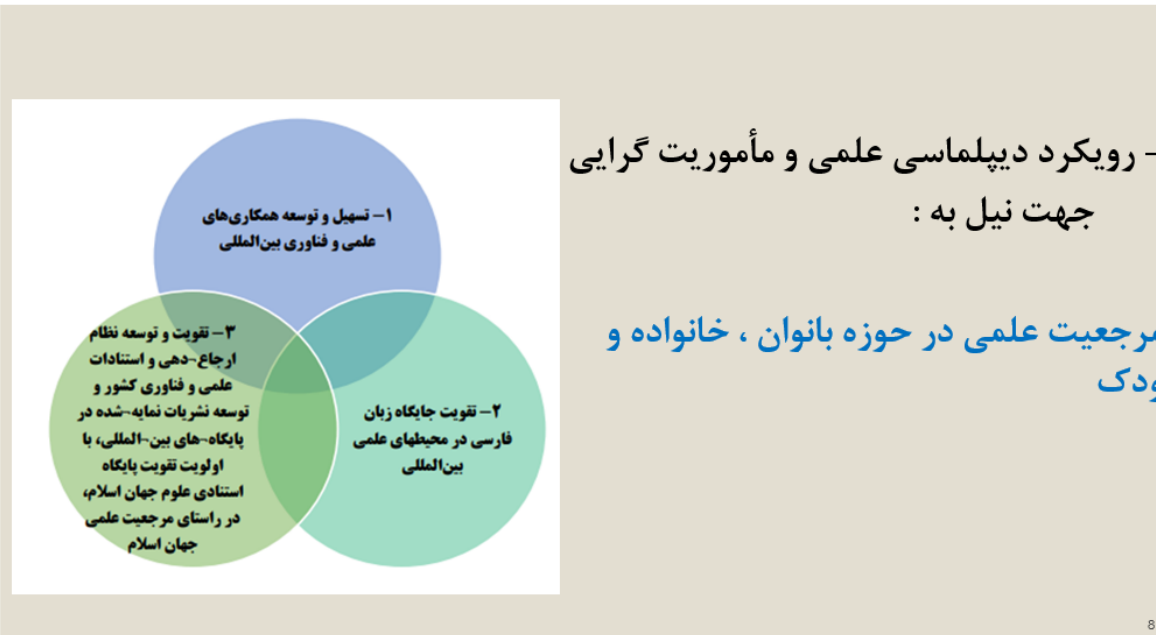 - رویکرد دیپلماسی علمی و مأموریت گرایی
جهت نیل به :
مرجعیت علمی در حوزه بانوان ، خانواده و
ودک
۱- تسهیل و توسعه همکاری‌های
علمی و فناوری بین‌المللی
۲- تقویت جایگاه زبان
فارسی در محیطهای علمی
بین‌المللی
۳- تقویت و توسعه نظام
ارجاع¬دهی و استنادات
علمی و فناوری کشور و
توسعه نشریات نمایه¬شده در
پایگاه¬های بین¬المللی، با
اولویت تقویت پایگاه
استنادی علوم جهان اسلام،
در راستای مرجعیت علمی
جهان اسلام
8